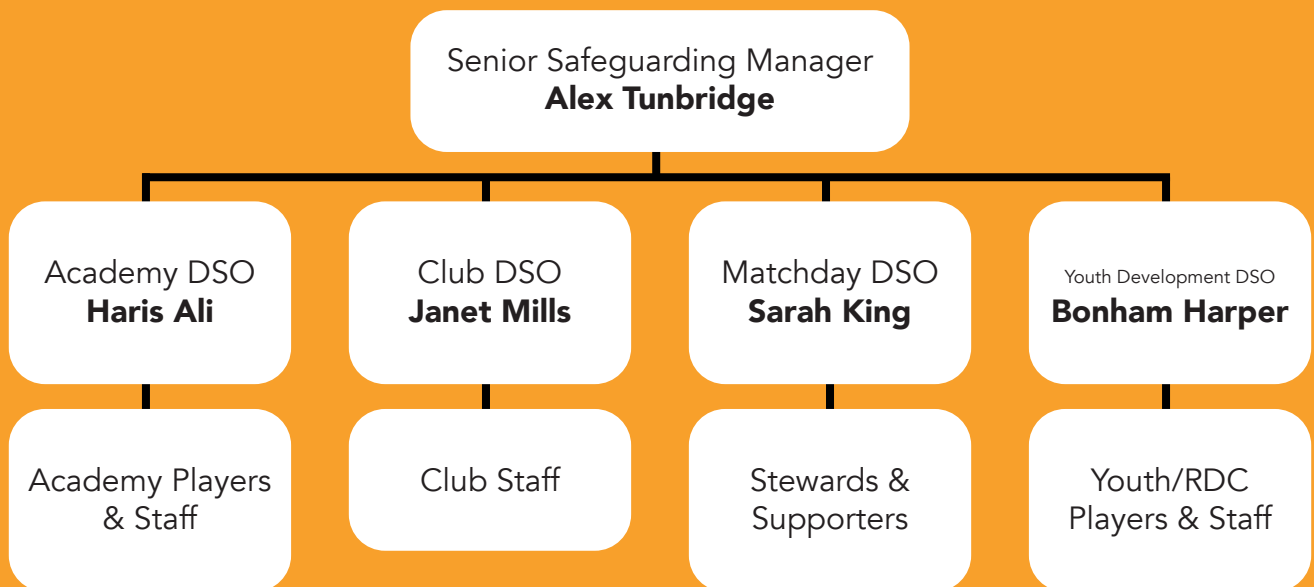 Senior Safeguarding Manager
Alex Tunbridge
Academy DSO
Haris Ali
Club DSO
Janet Mills
Matchday DSO
Sarah King
Youth Development DSO
Bonham Harper
Academy Players
& Staff
Club Staff
Stewards &
Supporters
Youth/RDC
Players & Staff